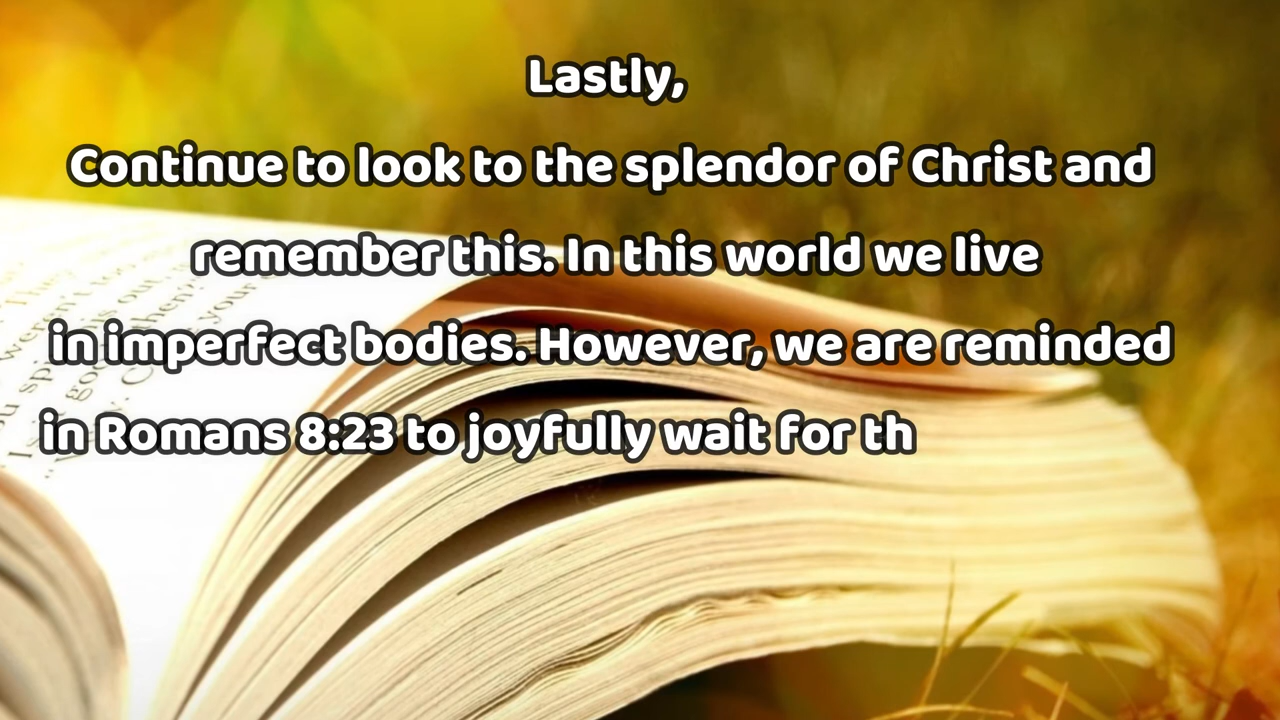 Lastly,
Continue to look to the splendor of Christ and
remember this. In this world we live
in imperfect bodies. However, we are reminded
in Romans 8:23 to joyfully wait for th